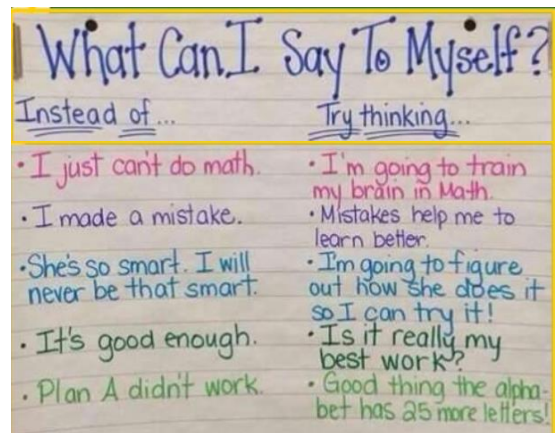 What Can I Say To Myself?
Instead of...
Try thinking...
• I just can't do math.
• I'm going to train
my brain in Math.
• I made a mistake.
• Mistakes help me to
learn better.
• She's so smart. I will
never be that smart.
• I'm going to figure
out how she does it
so I can try it!
• It's good enough.
• Is it really my
best work?
• Plan A didn't work.
• Good thing the alpha-
bet has 25 more letters!